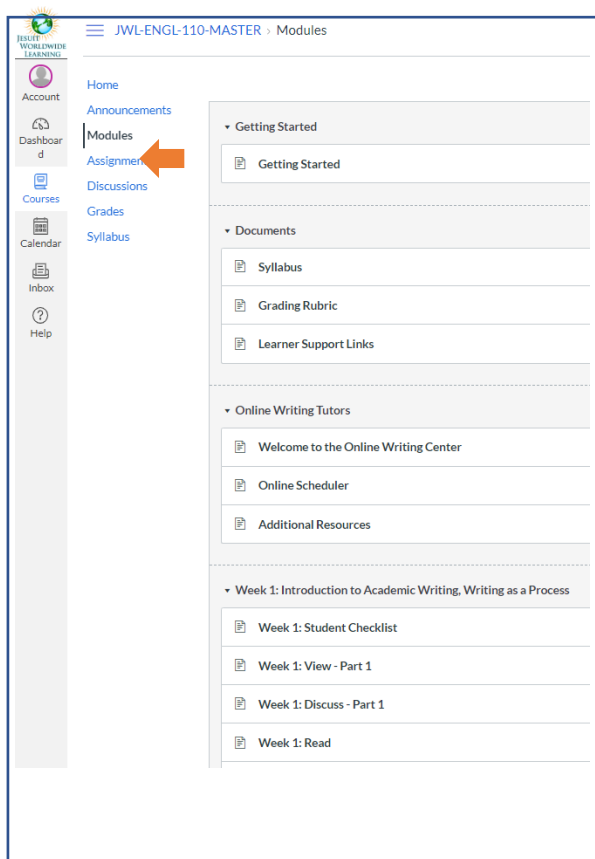 JESUIT
WORLDWIDE
LEARNING
JWL-ENGL-110-MASTER > Modules
Account
Dashboar
d
Courses
Calendar
Inbox
Help
Home
Announcements
Modules
Assignmen
Discussions
Grades
Syllabus
Getting Started
Getting Started
Documents
Syllabus
Grading Rubric
Learner Support Links
Online Writing Tutors
Welcome to the Online Writing Center
Online Scheduler
Additional Resources
Week 1: Introduction to Academic Writing, Writing as a Process
Week 1: Student Checklist
Week 1: View - Part 1
Week 1: Discuss - Part 1
Week 1: Read